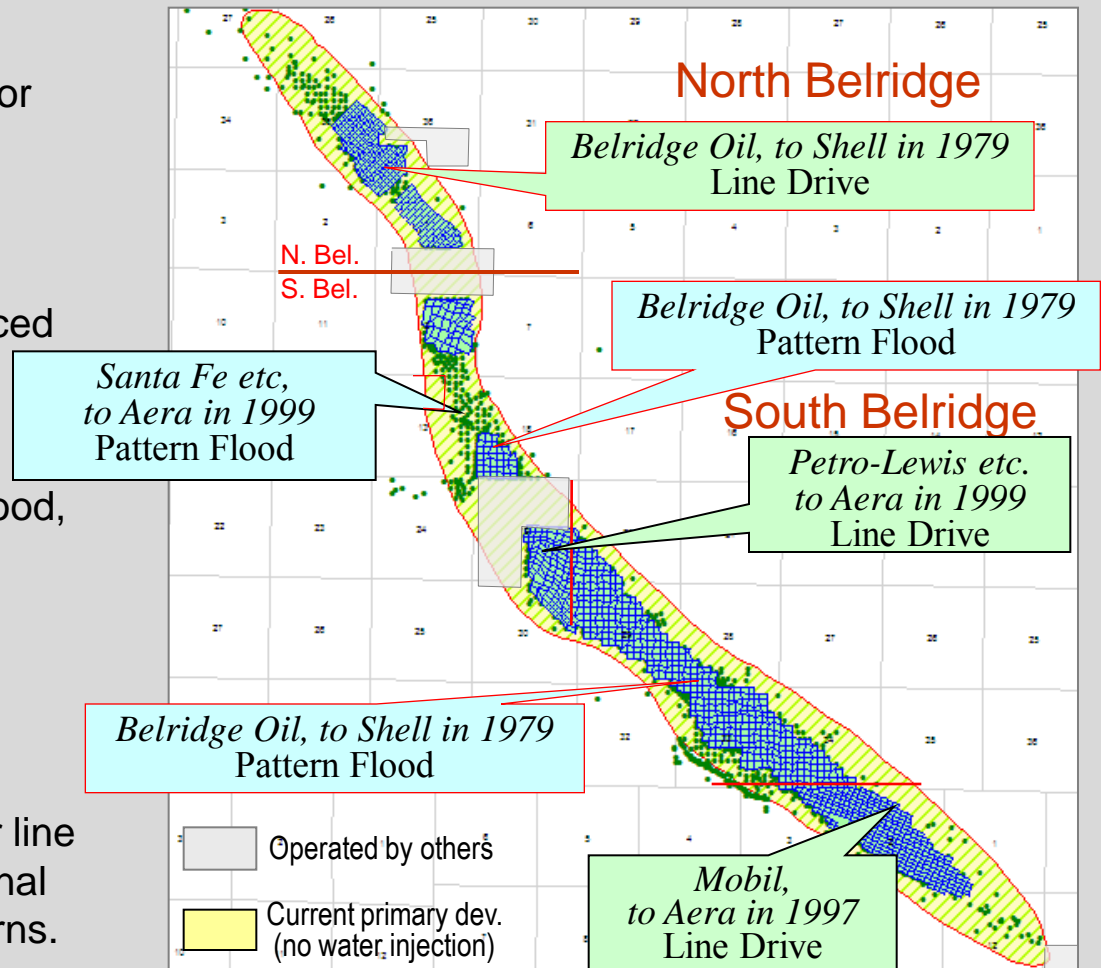 or
ced
ood,
r line
nal
rns.
North Belridge
Belridge Oil, to Shell in 1979
Line Drive
N. Bel.
S. Bel.
Belridge Oil, to Shell in 1979
Pattern Flood
Santa Fe etc,
to Aera in 1999
Pattern Flood
South Belridge
Petro-Lewis etc.
to Aera in 1999
Line Drive
Belridge Oil, to Shell in 1979
Pattern Flood
Mobil,
to Aera in 1997
Line Drive
Operated by others
Current primary dev.
(no water injection)